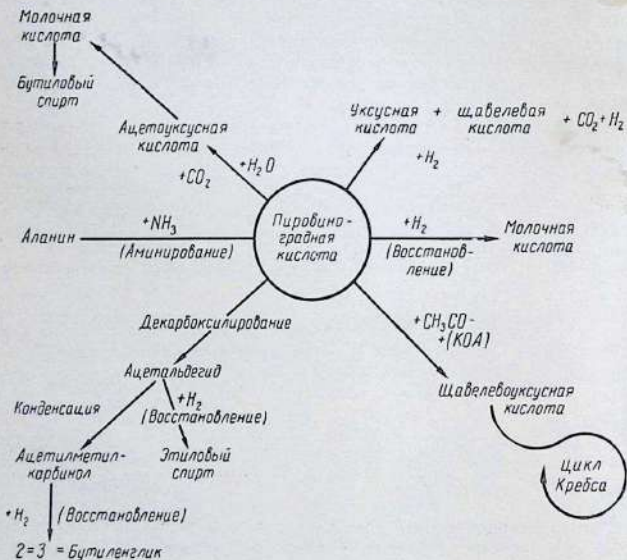 Молочная
кислота
Бутиловый
спирт
Ацетоуксусная
кислота
+CO₂
+H₂O
Уксусная + щавелевая + CO₂+H₂
кислота кислота
+H₂
Аланин
+NH₃
(Аминирование)
Пировино-
градная
кислота
+H₂
(Восстанов-
ление)
Молочная
кислота
Декарбоксилирование
Ацетальдегид
+CH₃CO-
+(КОА)
Щавелевоуксусная
кислота
Цикл
Кребса
Конденсация
+H₂
(Восстановление)
Ацетилметил-
карбинол
Этиловый
спирт
+H₂ (Восстановление)
2=3 = Бутиленглик